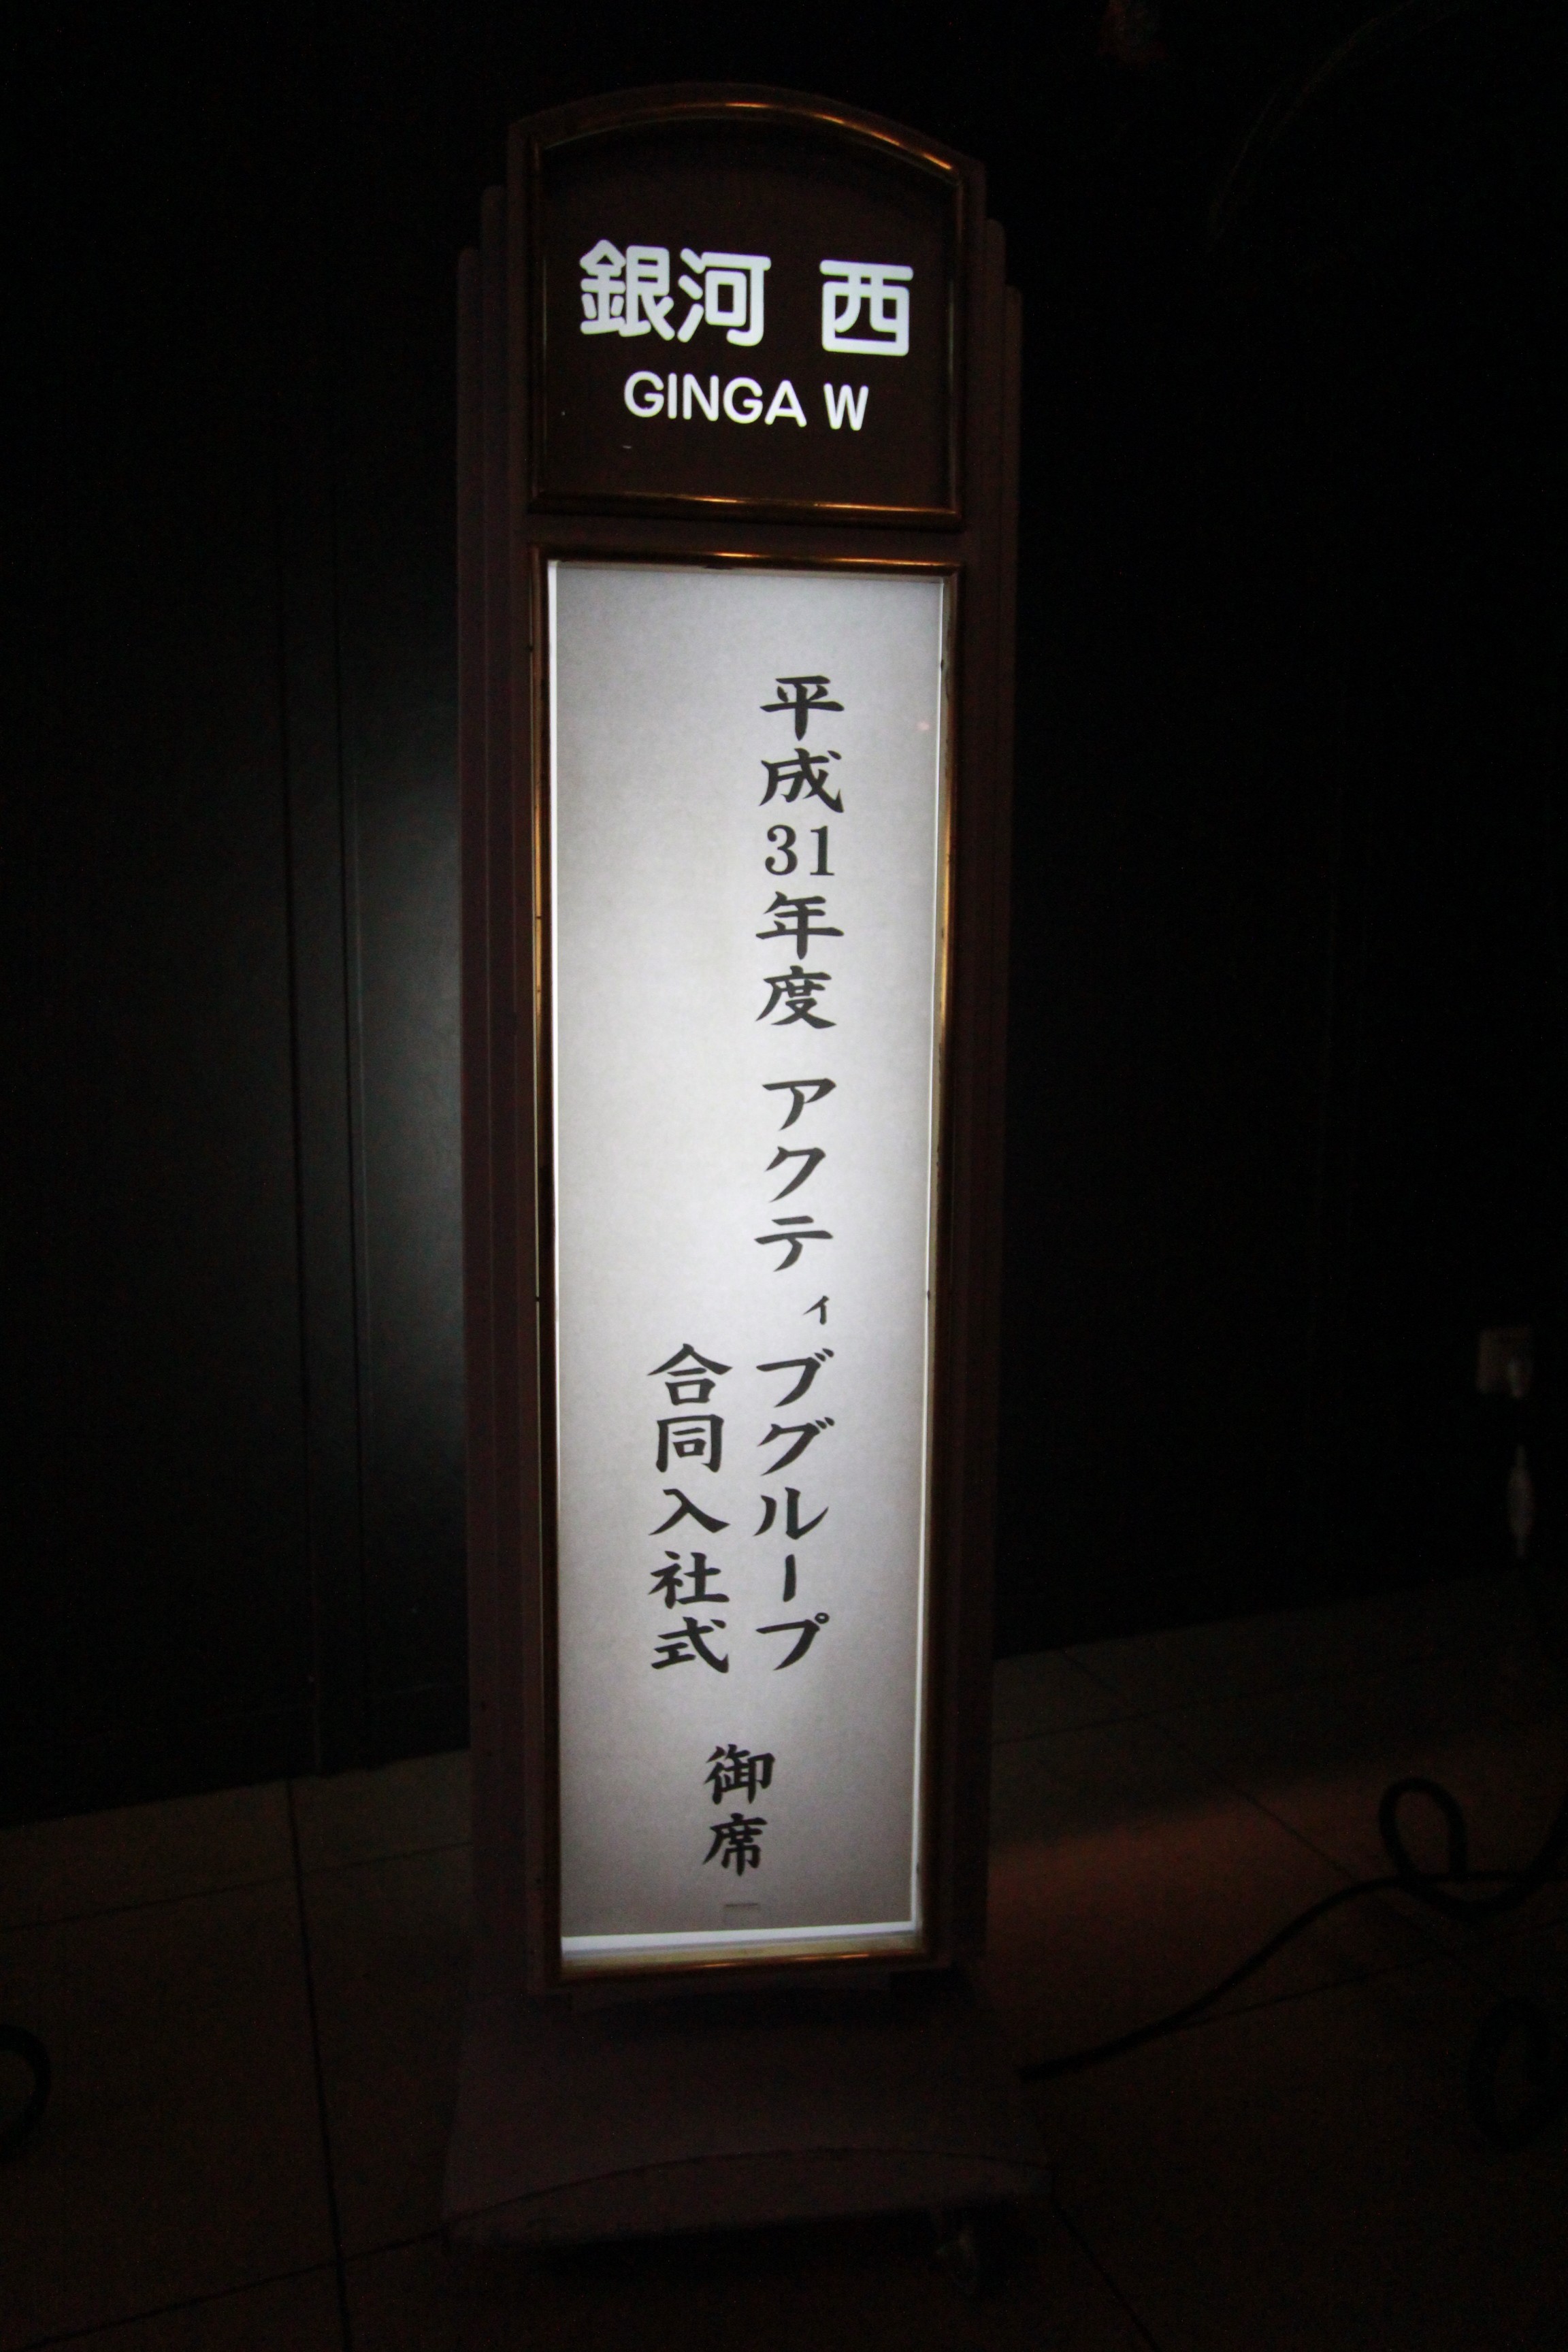 銀河 西
GINGA W
平成31年度 アクティブグループ
合同入社式
御席